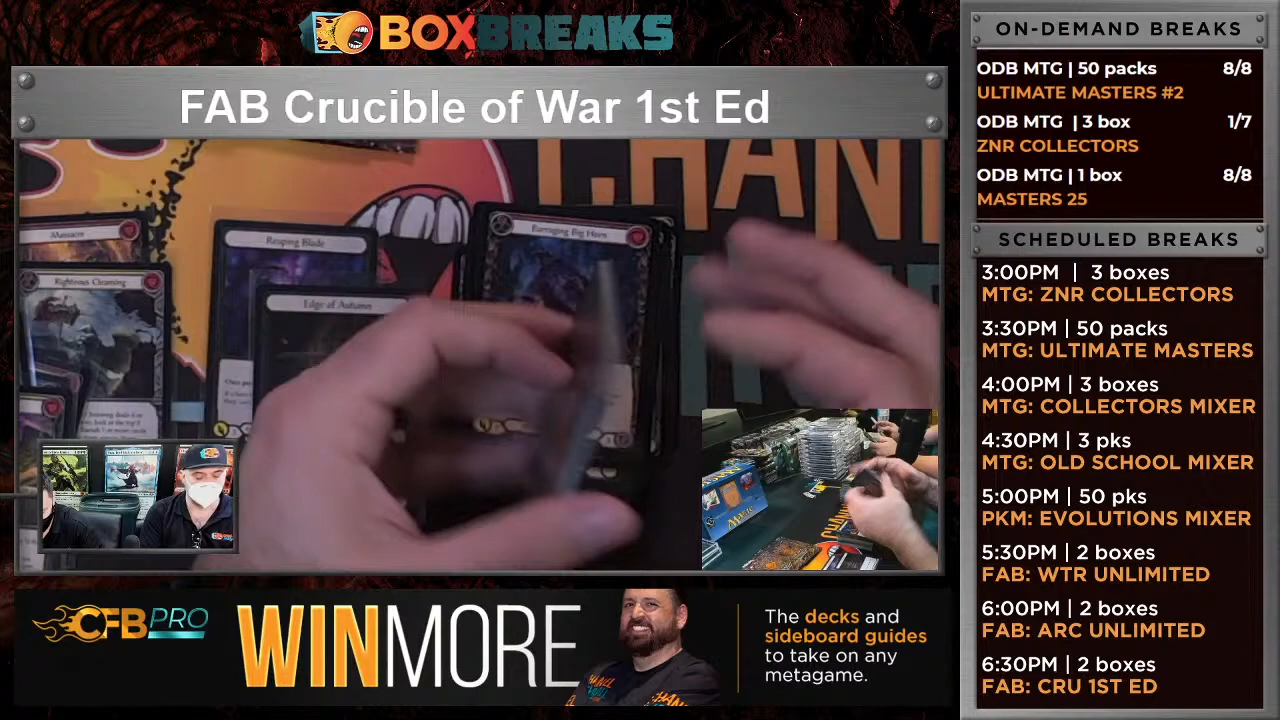 BOXBREAKS
FAB Crucible of War 1st Ed
CHANN
Massacre
Righteous Cleansing
Reaping Blade
Edge of Autumn
Barraging Big Horn
CFBPRO
WINMORE
The decks and
sideboard guides
to take on any
metagame.
ON-DEMAND BREAKS
ODB MTG | 50 packs 8/8
ULTIMATE MASTERS #2
ODB MTG | 3 box 1/7
ZNR COLLECTORS
ODB MTG | 1 box 8/8
MASTERS 25
SCHEDULED BREAKS
3:00PM | 3 boxes
MTG: ZNR COLLECTORS
3:30PM | 50 packs
MTG: ULTIMATE MASTERS
4:00PM | 3 boxes
MTG: COLLECTORS MIXER
4:30PM | 3 pks
MTG: OLD SCHOOL MIXER
5:00PM | 50 pks
PKM: EVOLUTIONS MIXER
5:30PM | 2 boxes
FAB: WTR UNLIMITED
6:00PM | 2 boxes
FAB: ARC UNLIMITED
6:30PM | 2 boxes
FAB: CRU 1ST ED